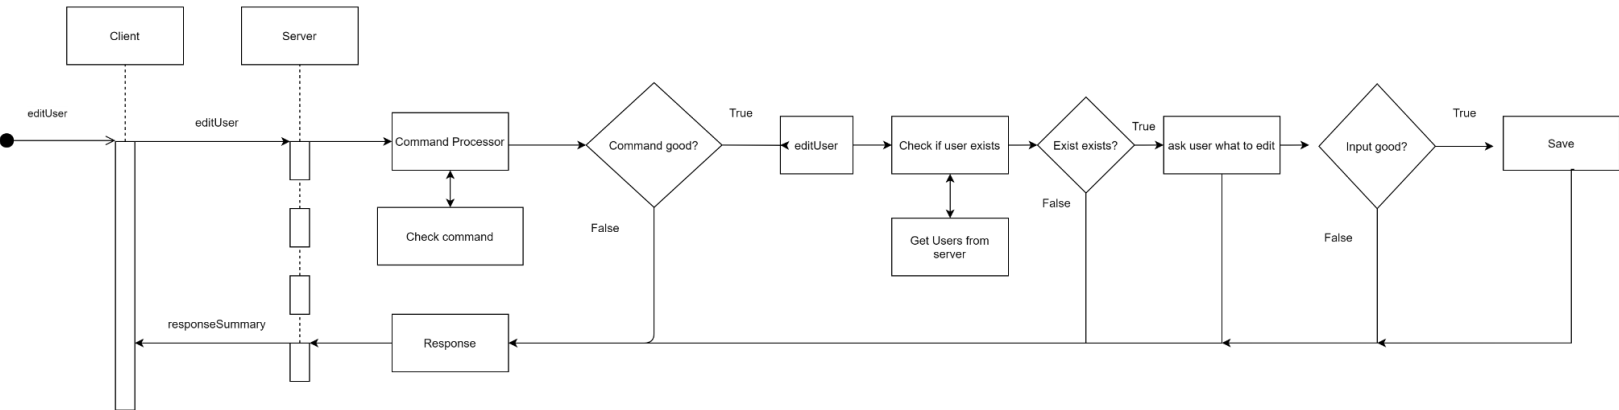 Client
Server
editUser
editUser
Command Processor
Check command
Command good?
True
False
editUser
Check if user exists
Get Users from
server
Exist exists?
True
False
ask user what to edit
Input good?
True
False
Save
responseSummary
Response